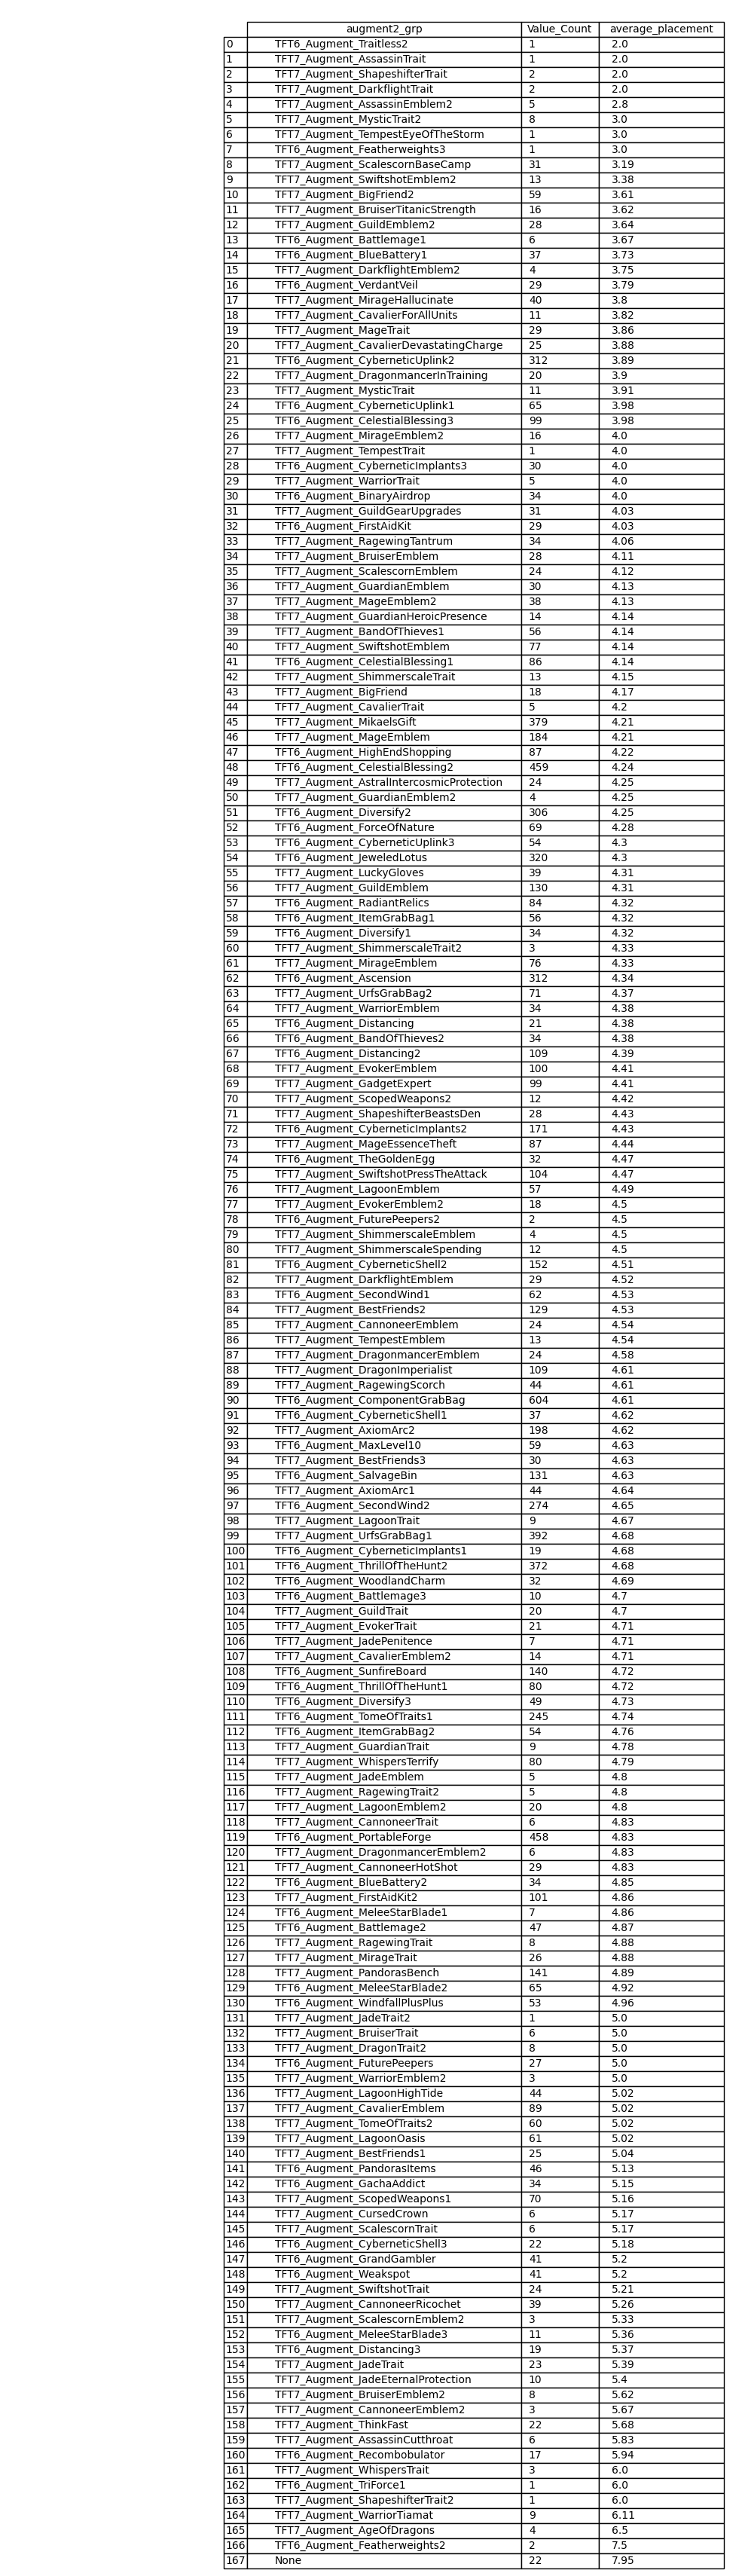 augment2_grp Value_Count average_placement
0 TFT6_Augment_Traitless2 1 2.0
1 TFT7_Augment_AssassinTrait 1 2.0
2 TFT7_Augment_ShapeshifterTrait 2 2.0
3 TFT7_Augment_DarkflightTrait 2 2.0
4 TFT7_Augment_AssassinEmblem2 5 2.8
5 TFT7_Augment_MysticTrait2 8 3.0
6 TFT7_Augment_TempestEyeOfTheStorm 1 3.0
7 TFT6_Augment_Featherweights3 1 3.0
8 TFT7_Augment_ScalescornBaseCamp 31 3.19
9 TFT7_Augment_SwiftshotEmblem2 13 3.38
10 TFT7_Augment_BigFriend2 59 3.61
11 TFT7_Augment_BruiserTitanicStrength 16 3.62
12 TFT7_Augment_GuildEmblem2 28 3.64
13 TFT6_Augment_Battlemage1 6 3.67
14 TFT6_Augment_BlueBattery1 37 3.73
15 TFT7_Augment_DarkflightEmblem2 4 3.75
16 TFT6_Augment_VerdantVeil 29 3.79
17 TFT7_Augment_MirageHallucinate 40 3.8
18 TFT7_Augment_CavalierForAllUnits 11 3.82
19 TFT7_Augment_MageTrait 29 3.86
20 TFT7_Augment_CavalierDevastatingCharge 25 3.88
21 TFT6_Augment_CyberneticUplink2 312 3.89
22 TFT7_Augment_DragonmancerInTraining 20 3.9
23 TFT7_Augment_MysticTrait 11 3.91
24 TFT6_Augment_CyberneticUplink1 65 3.98
25 TFT6_Augment_CelestialBlessing3 99 3.98
26 TFT7_Augment_MirageEmblem2 16 4.0
27 TFT7_Augment_TempestTrait 1 4.0
28 TFT6_Augment_CyberneticImplants3 30 4.0
29 TFT7_Augment_WarriorTrait 5 4.0
30 TFT6_Augment_BinaryAirdrop 34 4.0
31 TFT7_Augment_GuildGearUpgrades 31 4.03
32 TFT6_Augment_FirstAidKit 29 4.03
33 TFT7_Augment_RagewingTantrum 34 4.06
34 TFT7_Augment_BruiserEmblem 28 4.11
35 TFT7_Augment_ScalescornEmblem 24 4.12
36 TFT7_Augment_GuardianEmblem 30 4.13
37 TFT7_Augment_MageEmblem2 38 4.13
38 TFT7_Augment_GuardianHeroicPresence 14 4.14
39 TFT6_Augment_BandOfThieves1 56 4.14
40 TFT7_Augment_SwiftshotEmblem 77 4.14
41 TFT6_Augment_CelestialBlessing1 86 4.14
42 TFT7_Augment_ShimmerscaleTrait 13 4.15
43 TFT7_Augment_BigFriend 18 4.17
44 TFT7_Augment_CavalierTrait 5 4.2
45 TFT7_Augment_MikaelsGift 379 4.21
46 TFT7_Augment_MageEmblem 184 4.21
47 TFT6_Augment_HighEndShopping 87 4.22
48 TFT6_Augment_CelestialBlessing2 459 4.24
49 TFT7_Augment_AstralIntercosmicProtection 24 4.25
50 TFT7_Augment_GuardianEmblem2 4 4.25
51 TFT6_Augment_Diversify2 306 4.25
52 TFT6_Augment_ForceOfNature 69 4.28
53 TFT6_Augment_CyberneticUplink3 54 4.3
54 TFT6_Augment_JeweledLotus 320 4.3
55 TFT7_Augment_LuckyGloves 39 4.31
56 TFT7_Augment_GuildEmblem 130 4.31
57 TFT6_Augment_RadiantRelics 84 4.32
58 TFT6_Augment_ItemGrabBag1 56 4.32
59 TFT6_Augment_Diversify1 34 4.32
60 TFT7_Augment_ShimmerscaleTrait2 3 4.33
61 TFT7_Augment_MirageEmblem 76 4.33
62 TFT6_Augment_Ascension 312 4.34
63 TFT7_Augment_UrfsGrabBag2 71 4.37
64 TFT7_Augment_WarriorEmblem 34 4.38
65 TFT6_Augment_Distancing 21 4.38
66 TFT6_Augment_BandOfThieves2 34 4.38
67 TFT6_Augment_Distancing2 109 4.39
68 TFT7_Augment_EvokerEmblem 100 4.41
69 TFT7_Augment_GadgetExpert 99 4.41
70 TFT7_Augment_ScopedWeapons2 12 4.42
71 TFT7_Augment_ShapeshifterBeastsDen 28 4.43
72 TFT6_Augment_CyberneticImplants2 171 4.43
73 TFT7_Augment_MageEssenceTheft 87 4.44
74 TFT6_Augment_TheGoldenEgg 32 4.47
75 TFT7_Augment_SwiftshotPressTheAttack 104 4.47
76 TFT7_Augment_LagoonEmblem 57 4.49
77 TFT7_Augment_EvokerEmblem2 18 4.5
78 TFT6_Augment_FuturePeepers2 2 4.5
79 TFT7_Augment_ShimmerscaleEmblem 4 4.5
80 TFT7_Augment_ShimmerscaleSpending 12 4.5
81 TFT6_Augment_CyberneticShell2 152 4.51
82 TFT7_Augment_DarkflightEmblem 29 4.52
83 TFT6_Augment_SecondWind1 62 4.53
84 TFT7_Augment_BestFriends2 129 4.53
85 TFT7_Augment_CannoneerEmblem 24 4.54
86 TFT7_Augment_TempestEmblem 13 4.54
87 TFT7_Augment_DragonmancerEmblem 24 4.58
88 TFT7_Augment_DragonImperialist 109 4.61
89 TFT7_Augment_RagewingScorch 44 4.61
90 TFT6_Augment_ComponentGrabBag 604 4.61
91 TFT6_Augment_CyberneticShell1 37 4.62
92 TFT7_Augment_AxiomArc2 198 4.62
93 TFT6_Augment_MaxLevel10 59 4.63
94 TFT7_Augment_BestFriends3 30 4.63
95 TFT6_Augment_SalvageBin 131 4.63
96 TFT7_Augment_AxiomArc1 44 4.64
97 TFT6_Augment_SecondWind2 274 4.65
98 TFT7_Augment_LagoonTrait 9 4.67
99 TFT7_Augment_UrfsGrabBag1 392 4.68
100 TFT6_Augment_CyberneticImplants1 19 4.68
101 TFT6_Augment_ThrillOfTheHunt2 372 4.68
102 TFT6_Augment_WoodlandCharm 32 4.69
103 TFT6_Augment_Battlemage3 10 4.7
104 TFT7_Augment_GuildTrait 20 4.7
105 TFT7_Augment_EvokerTrait 21 4.71
106 TFT7_Augment_JadePenitence 7 4.71
107 TFT7_Augment_CavalierEmblem2 14 4.71
108 TFT6_Augment_SunfireBoard 140 4.72
109 TFT6_Augment_ThrillOfTheHunt1 80 4.72
110 TFT6_Augment_Diversify3 49 4.73
111 TFT6_Augment_TomeOfTraits1 245 4.74
112 TFT6_Augment_ItemGrabBag2 54 4.76
113 TFT7_Augment_GuardianTrait 9 4.78
114 TFT7_Augment_WhispersTerrify 80 4.79
115 TFT7_Augment_JadeEmblem 5 4.8
116 TFT7_Augment_RagewingTrait2 5 4.8
117 TFT7_Augment_LagoonEmblem2 20 4.8
118 TFT7_Augment_CannoneerTrait 6 4.83
119 TFT6_Augment_PortableForge 458 4.83
120 TFT7_Augment_DragonmancerEmblem2 6 4.83
121 TFT7_Augment_CannoneerHotShot 29 4.83
122 TFT6_Augment_BlueBattery2 34 4.85
123 TFT7_Augment_FirstAidKit2 101 4.86
124 TFT6_Augment_MeleeStarBlade1 7 4.86
125 TFT6_Augment_Battlemage2 47 4.87
126 TFT7_Augment_RagewingTrait 8 4.88
127 TFT7_Augment_MirageTrait 26 4.88
128 TFT7_Augment_PandorasBench 141 4.89
129 TFT6_Augment_MeleeStarBlade2 65 4.92
130 TFT6_Augment_WindfallPlusPlus 53 4.96
131 TFT7_Augment_JadeTrait2 1 5.0
132 TFT7_Augment_BruiserTrait 6 5.0
133 TFT7_Augment_DragonTrait2 8 5.0
134 TFT6_Augment_FuturePeepers 27 5.0
135 TFT7_Augment_WarriorEmblem2 3 5.0
136 TFT7_Augment_LagoonHighTide 44 5.02
137 TFT7_Augment_CavalierEmblem 89 5.02
138 TFT6_Augment_TomeOfTraits2 60 5.02
139 TFT7_Augment_LagoonOasis 61 5.02
140 TFT7_Augment_BestFriends1 25 5.04
141 TFT6_Augment_PandorasItems 46 5.13
142 TFT7_Augment_GachaAddict 34 5.15
143 TFT7_Augment_ScopedWeapons1 70 5.16
144 TFT7_Augment_CursedCrown 6 5.17
145 TFT7_Augment_ScalescornTrait 6 5.17
146 TFT6_Augment_CyberneticShell3 22 5.18
147 TFT6_Augment_GrandGambler 41 5.2
148 TFT6_Augment_Weakspot 41 5.2
149 TFT7_Augment_SwiftshotTrait 24 5.21
150 TFT7_Augment_CannoneerRicochet 39 5.26
151 TFT7_Augment_ScalescornEmblem2 3 5.33
152 TFT6_Augment_MeleeStarBlade3 11 5.36
153 TFT6_Augment_Distancing3 19 5.37
154 TFT7_Augment_JadeTrait 23 5.39
155 TFT7_Augment_JadeEternalProtection 10 5.4
156 TFT7_Augment_BruiserEmblem2 8 5.62
157 TFT7_Augment_CannoneerEmblem2 3 5.67
158 TFT7_Augment_ThinkFast 22 5.68
159 TFT7_Augment_AssassinCutthroat 6 5.83
160 TFT6_Augment_Recombobulator 17 5.94
161 TFT7_Augment_WhispersTrait 3 6.0
162 TFT6_Augment_TriForce1 1 6.0
163 TFT7_Augment_ShapeshifterTrait2 1 6.0
164 TFT7_Augment_WarriorTiamat 9 6.11
165 TFT7_Augment_AgeOfDragons 4 6.5
166 TFT6_Augment_Featherweights2 2 7.5
167 None 22 7.95